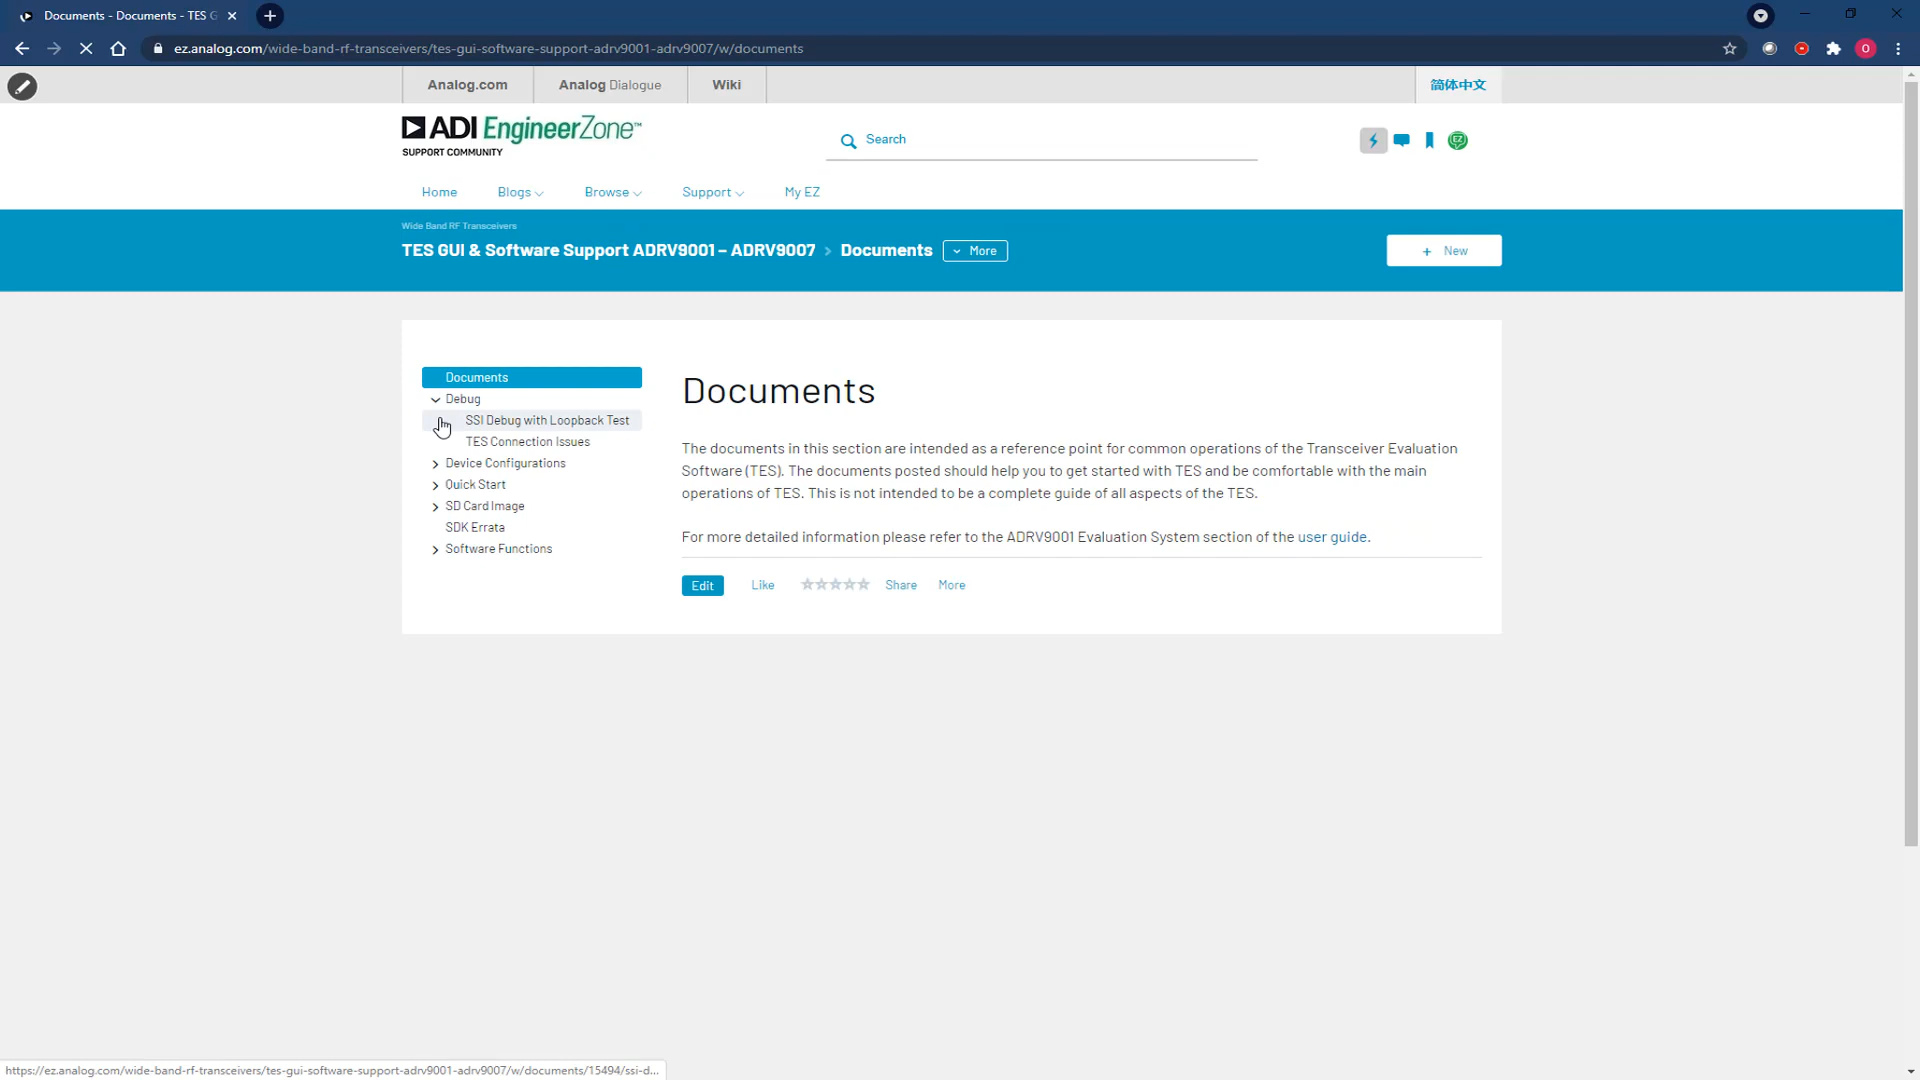 Documents - Documents - TES G
ez.analog.com/wide-band-rf-transceivers/tes-gui-software-support-adrv9001-adrv9007/w/documents
O
Analog.com
Analog Dialogue
Wiki
简体中文
ADI EngineerZone™
SUPPORT COMMUNITY
Search
EZ
Home
Blogs
Browse
Support
My EZ
Wide Band RF Transceivers
TES GUI & Software Support ADRV9001 – ADRV9007 > Documents
More
+ New
Documents
Debug
SSI Debug with Loopback Test
TES Connection Issues
Device Configurations
Quick Start
SD Card Image
SDK Errata
Software Functions
Documents
The documents in this section are intended as a reference point for common operations of the Transceiver Evaluation
Software (TES). The documents posted should help you to get started with TES and be comfortable with the main
operations of TES. This is not intended to be a complete guide of all aspects of the TES.
For more detailed information please refer to the ADRV9001 Evaluation System section of the user guide.
Edit
Like
Share
More
https://ez.analog.com/wide-band-rf-transceivers/tes-gui-software-support-adrv9001-adrv9007/w/documents/15494/ssi-d...